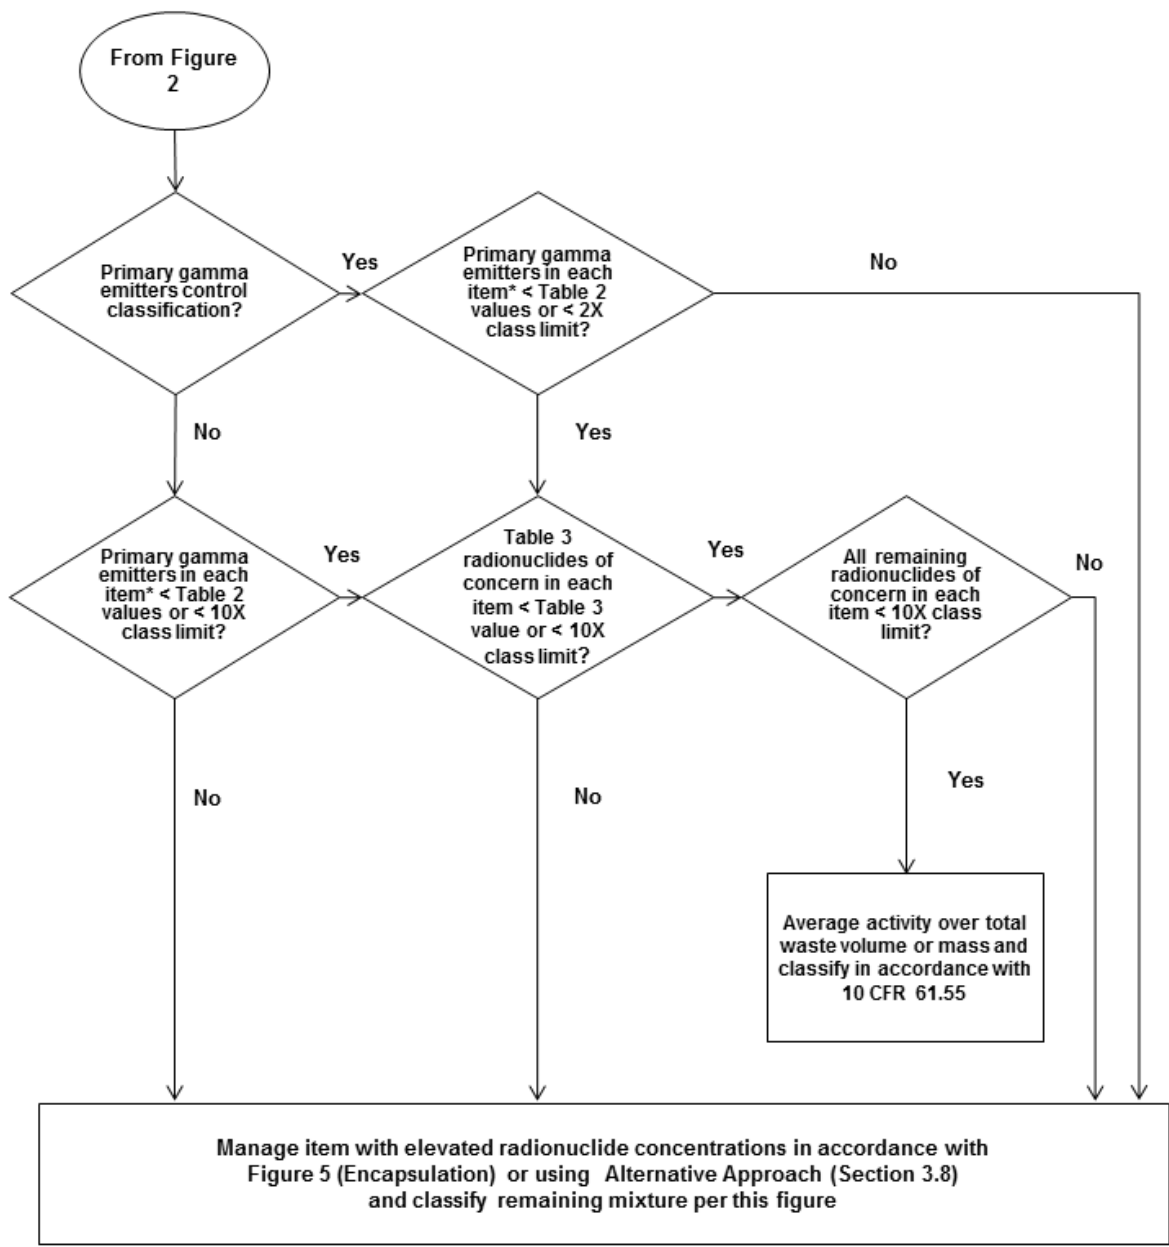 From Figure
2
Primary gamma
emitters control
classification?
Yes
Primary gamma
emitters in each
item* < Table 2
values or < 2X
class limit?
No
No
Yes
Primary gamma
emitters in each
item* < Table 2
values or < 10X
class limit?
Yes
Table 3
radionuclides of
concern in each
item < Table 3
value or < 10X
class limit?
Yes
All remaining
radionuclides of
concern in each
item < 10X class
limit?
No
No
No
Yes
Average activity over total
waste volume or mass and
classify in accordance with
10 CFR 61.55
Manage item with elevated radionuclide concentrations in accordance with
Figure 5 (Encapsulation) or using Alternative Approach (Section 3.8)
and classify remaining mixture per this figure